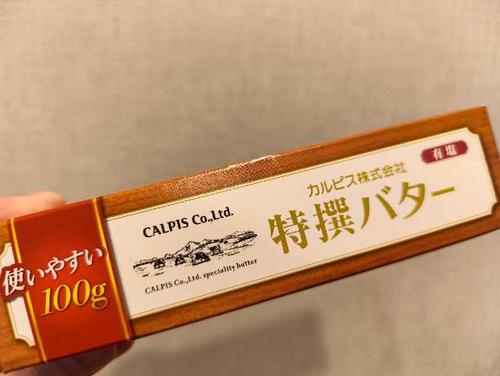 使いやすい
100g
CALPIS Co.,Ltd.
CALPIS Co.,Ltd. speciality butter
カルピス株式会社
特撰バター
有塩